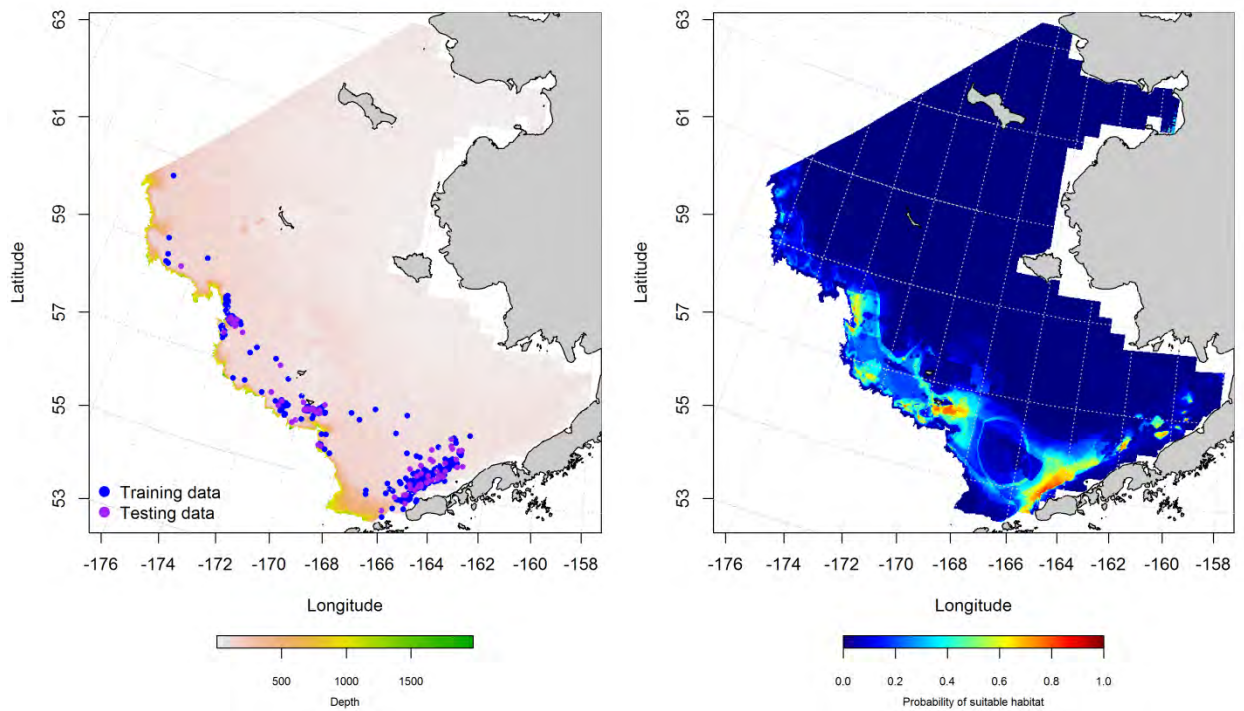 63
61
59
57
55
53
Latitude
Training data
Testing data
-176 -174 -172 -170 -168 -166 -164 -162 -160 -158
Longitude
500 1000 1500
Depth
63
61
59
57
55
53
Latitude
-176 -174 -172 -170 -168 -166 -164 -162 -160 -158
Longitude
0.0 0.2 0.4 0.6 0.8 1.0
Probability of suitable habitat